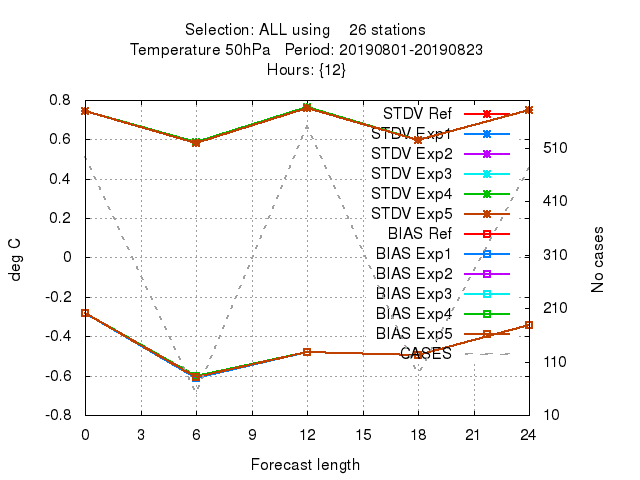 Selection: ALL using 26 stations
Temperature 50hPa Period: 20190801-20190823
Hours: {12}
0.8
0.6
0.4
0.2
0
-0.2
-0.4
-0.6
-0.8
deg C
STDV Ref
STDV Exp1
STDV Exp2
STDV Exp3
STDV Exp4
STDV Exp5
BIAS Ref
BIAS Exp1
BIAS Exp2
BIAS Exp3
BIAS Exp4
BIAS Exp5
CASES
510
410
310
210
110
10
No cases
0 3 6 9 12 15 18 21 24
Forecast length